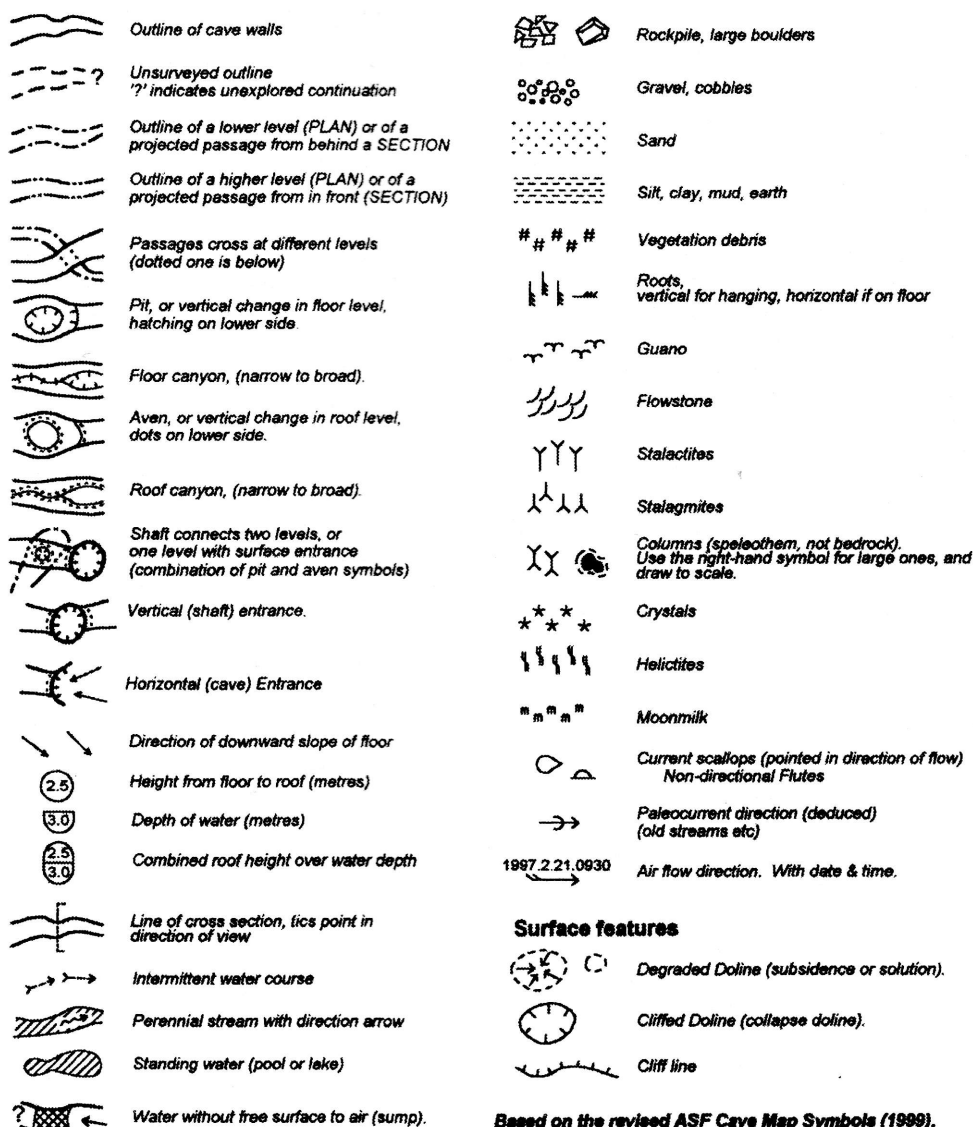 Outline of cave walls
?
Unsurveyed outline
'?' indicates unexplored continuation
Outline of a lower level (PLAN) or of a
projected passage from behind a SECTION
Outline of a higher level (PLAN) or of a
projected passage from in front (SECTION)
Passages cross at different levels
(dotted one is below)
Pit, or vertical change in floor level,
hatching on lower side.
Floor canyon, (narrow to broad).
Aven, or vertical change in roof level,
dots on lower side.
Roof canyon, (narrow to broad).
Shaft connects two levels, or
one level with surface entrance
(combination of pit and aven symbols)
Vertical (shaft) entrance.
Horizontal (cave) Entrance
Direction of downward slope of floor
2.5
Height from floor to roof (metres)
3.0
Depth of water (metres)
2.5
3.0
Combined roof height over water depth
Line of cross section, tics point in
direction of view
Intermittent water course
Perennial stream with direction arrow
Standing water (pool or lake)
?
Water without free surface to air (sump).
Rockpile, large boulders
Gravel, cobbles
Sand
Silt, clay, mud, earth
# # # # #
Vegetation debris
Roots,
vertical for hanging, horizontal if on floor
Guano
Flowstone
Stalactites
Stalagmites
Columns (speleothem, not bedrock).
Use the right-hand symbol for large ones, and
draw to scale.
Crystals
Helictites
m m m m m
Moonmilk
Current scallops (pointed in direction of flow)
Non-directional Flutes
Paleocurrent direction (deduced)
(old streams etc)
1997.2.21.0930
Air flow direction. With date & time.
Surface features
Degraded Doline (subsidence or solution).
Cliffed Doline (collapse doline).
Cliff line
Based on the revised ASF Cave Map Symbols (1999).